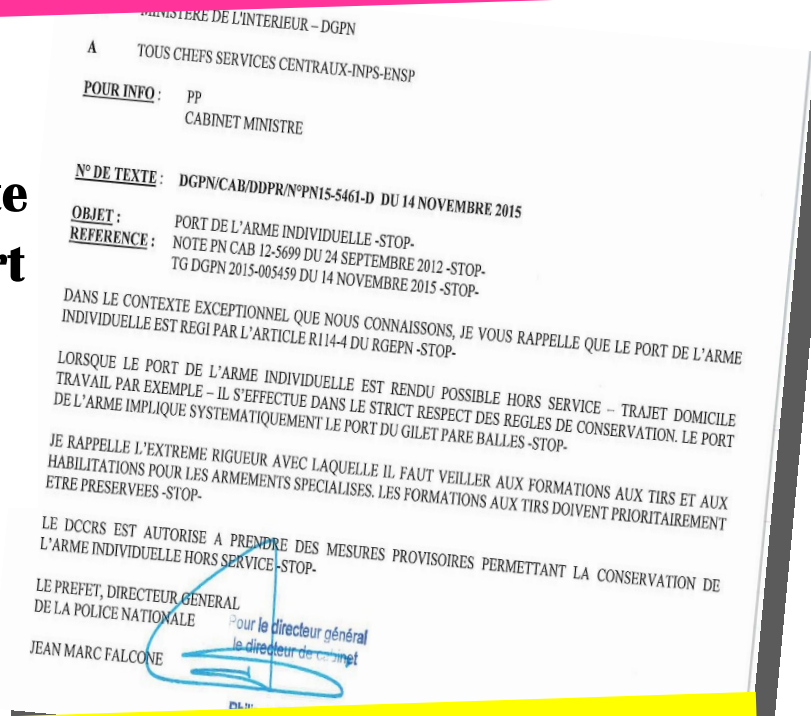 MINISTERE DE L'INTERIEUR – DGPN
A TOUS CHEFS SERVICES CENTRAUX-INPS-ENSP
POUR INFO : PP
CABINET MINISTRE
N° DE TEXTE : DGPN/CAB/DDPR/N°PN15-5461-D DU 14 NOVEMBRE 2015
OBJET : PORT DE L'ARME INDIVIDUELLE -STOP-
REFERENCE : NOTE PN CAB 12-5699 DU 24 SEPTEMBRE 2012 -STOP-
TG DGPN 2015-005459 DU 14 NOVEMBRE 2015 -STOP-
DANS LE CONTEXTE EXCEPTIONNEL QUE NOUS CONNAISSONS, JE VOUS RAPPELLE QUE LE PORT DE L'ARME
INDIVIDUELLE EST REGI PAR L'ARTICLE R114-4 DU RGEPN -STOP-
LORSQUE LE PORT DE L'ARME INDIVIDUELLE EST RENDU POSSIBLE HORS SERVICE – TRAJET DOMICILE
TRAVAIL PAR EXEMPLE – IL S'EFFECTUE DANS LE STRICT RESPECT DES REGLES DE CONSERVATION. LE PORT
DE L'ARME IMPLIQUE SYSTEMATIQUEMENT LE PORT DU GILET PARE BALLES -STOP-
JE RAPPELLE L'EXTREME RIGUEUR AVEC LAQUELLE IL FAUT VEILLER AUX FORMATIONS AUX TIRS ET AUX
HABILITATIONS POUR LES ARMEMENTS SPECIALISES. LES FORMATIONS AUX TIRS DOIVENT PRIORITAIREMENT
ETRE PRESERVEES -STOP-
LE DCCRS EST AUTORISE A PRENDRE DES MESURES PROVISOIRES PERMETTANT LA CONSERVATION DE
L'ARME INDIVIDUELLE HORS SERVICE -STOP-
LE PREFET, DIRECTEUR GENERAL
DE LA POLICE NATIONALE
Pour le directeur général
le directeur de cabinet
JEAN MARC FALCONE